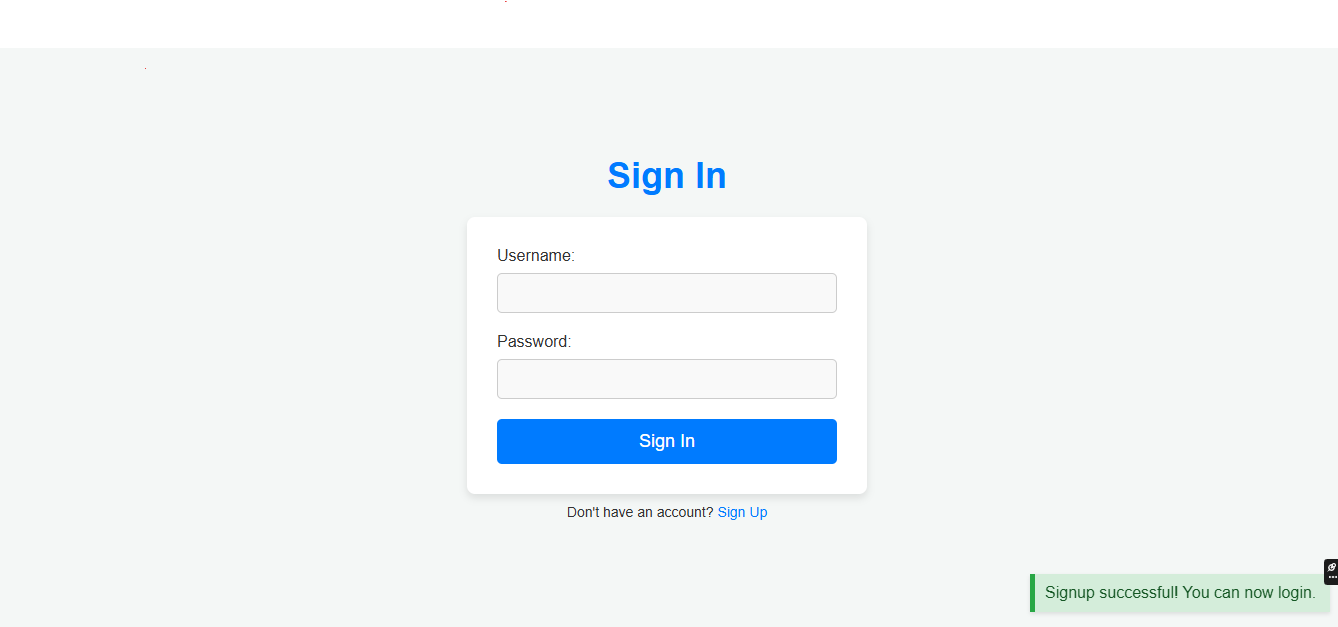 Sign In
Username:
Password:
Sign In
Don't have an account? Sign Up
Signup successful! You can now login.